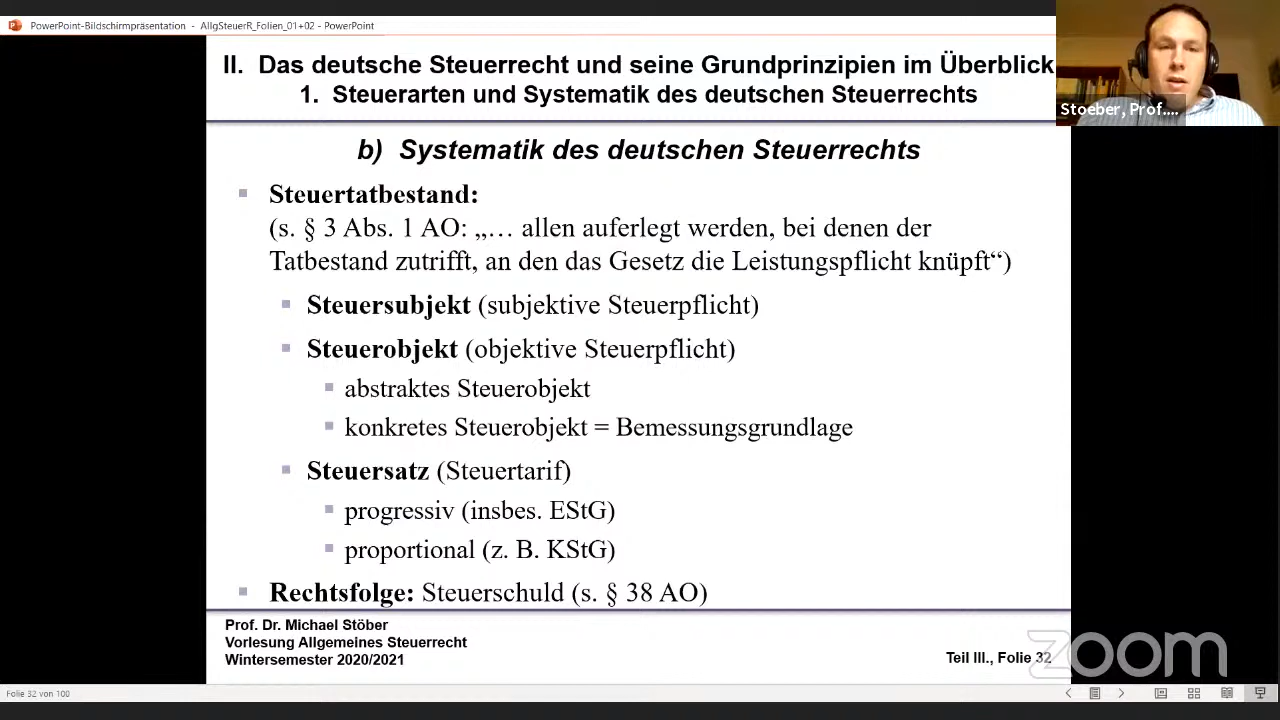 PowerPoint-Bildschirmpräsentation - AllgSteuerR_Folien_01+02 - PowerPoint
II. Das deutsche Steuerrecht und seine Grundprinzipien im Überblick
1. Steuerarten und Systematik des deutschen Steuerrechts
Stoeber, Prof....
b) Systematik des deutschen Steuerrechts
Steuertatbestand:
(s. § 3 Abs. 1 AO: „… allen auferlegt werden, bei denen der
Tatbestand zutrifft, an den das Gesetz die Leistungspflicht knüpft“)
Steuersubjekt (subjektive Steuerpflicht)
Steuerobjekt (objektive Steuerpflicht)
abstraktes Steuerobjekt
konkretes Steuerobjekt = Bemessungsgrundlage
Steuersatz (Steuertarif)
progressiv (insbes. EStG)
proportional (z. B. KStG)
Rechtsfolge: Steuerschuld (s. § 38 AO)
Prof. Dr. Michael Stöber
Vorlesung Allgemeines Steuerrecht
Wintersemester 2020/2021
Teil III., Folie 32
zoom
Folie 32 von 100